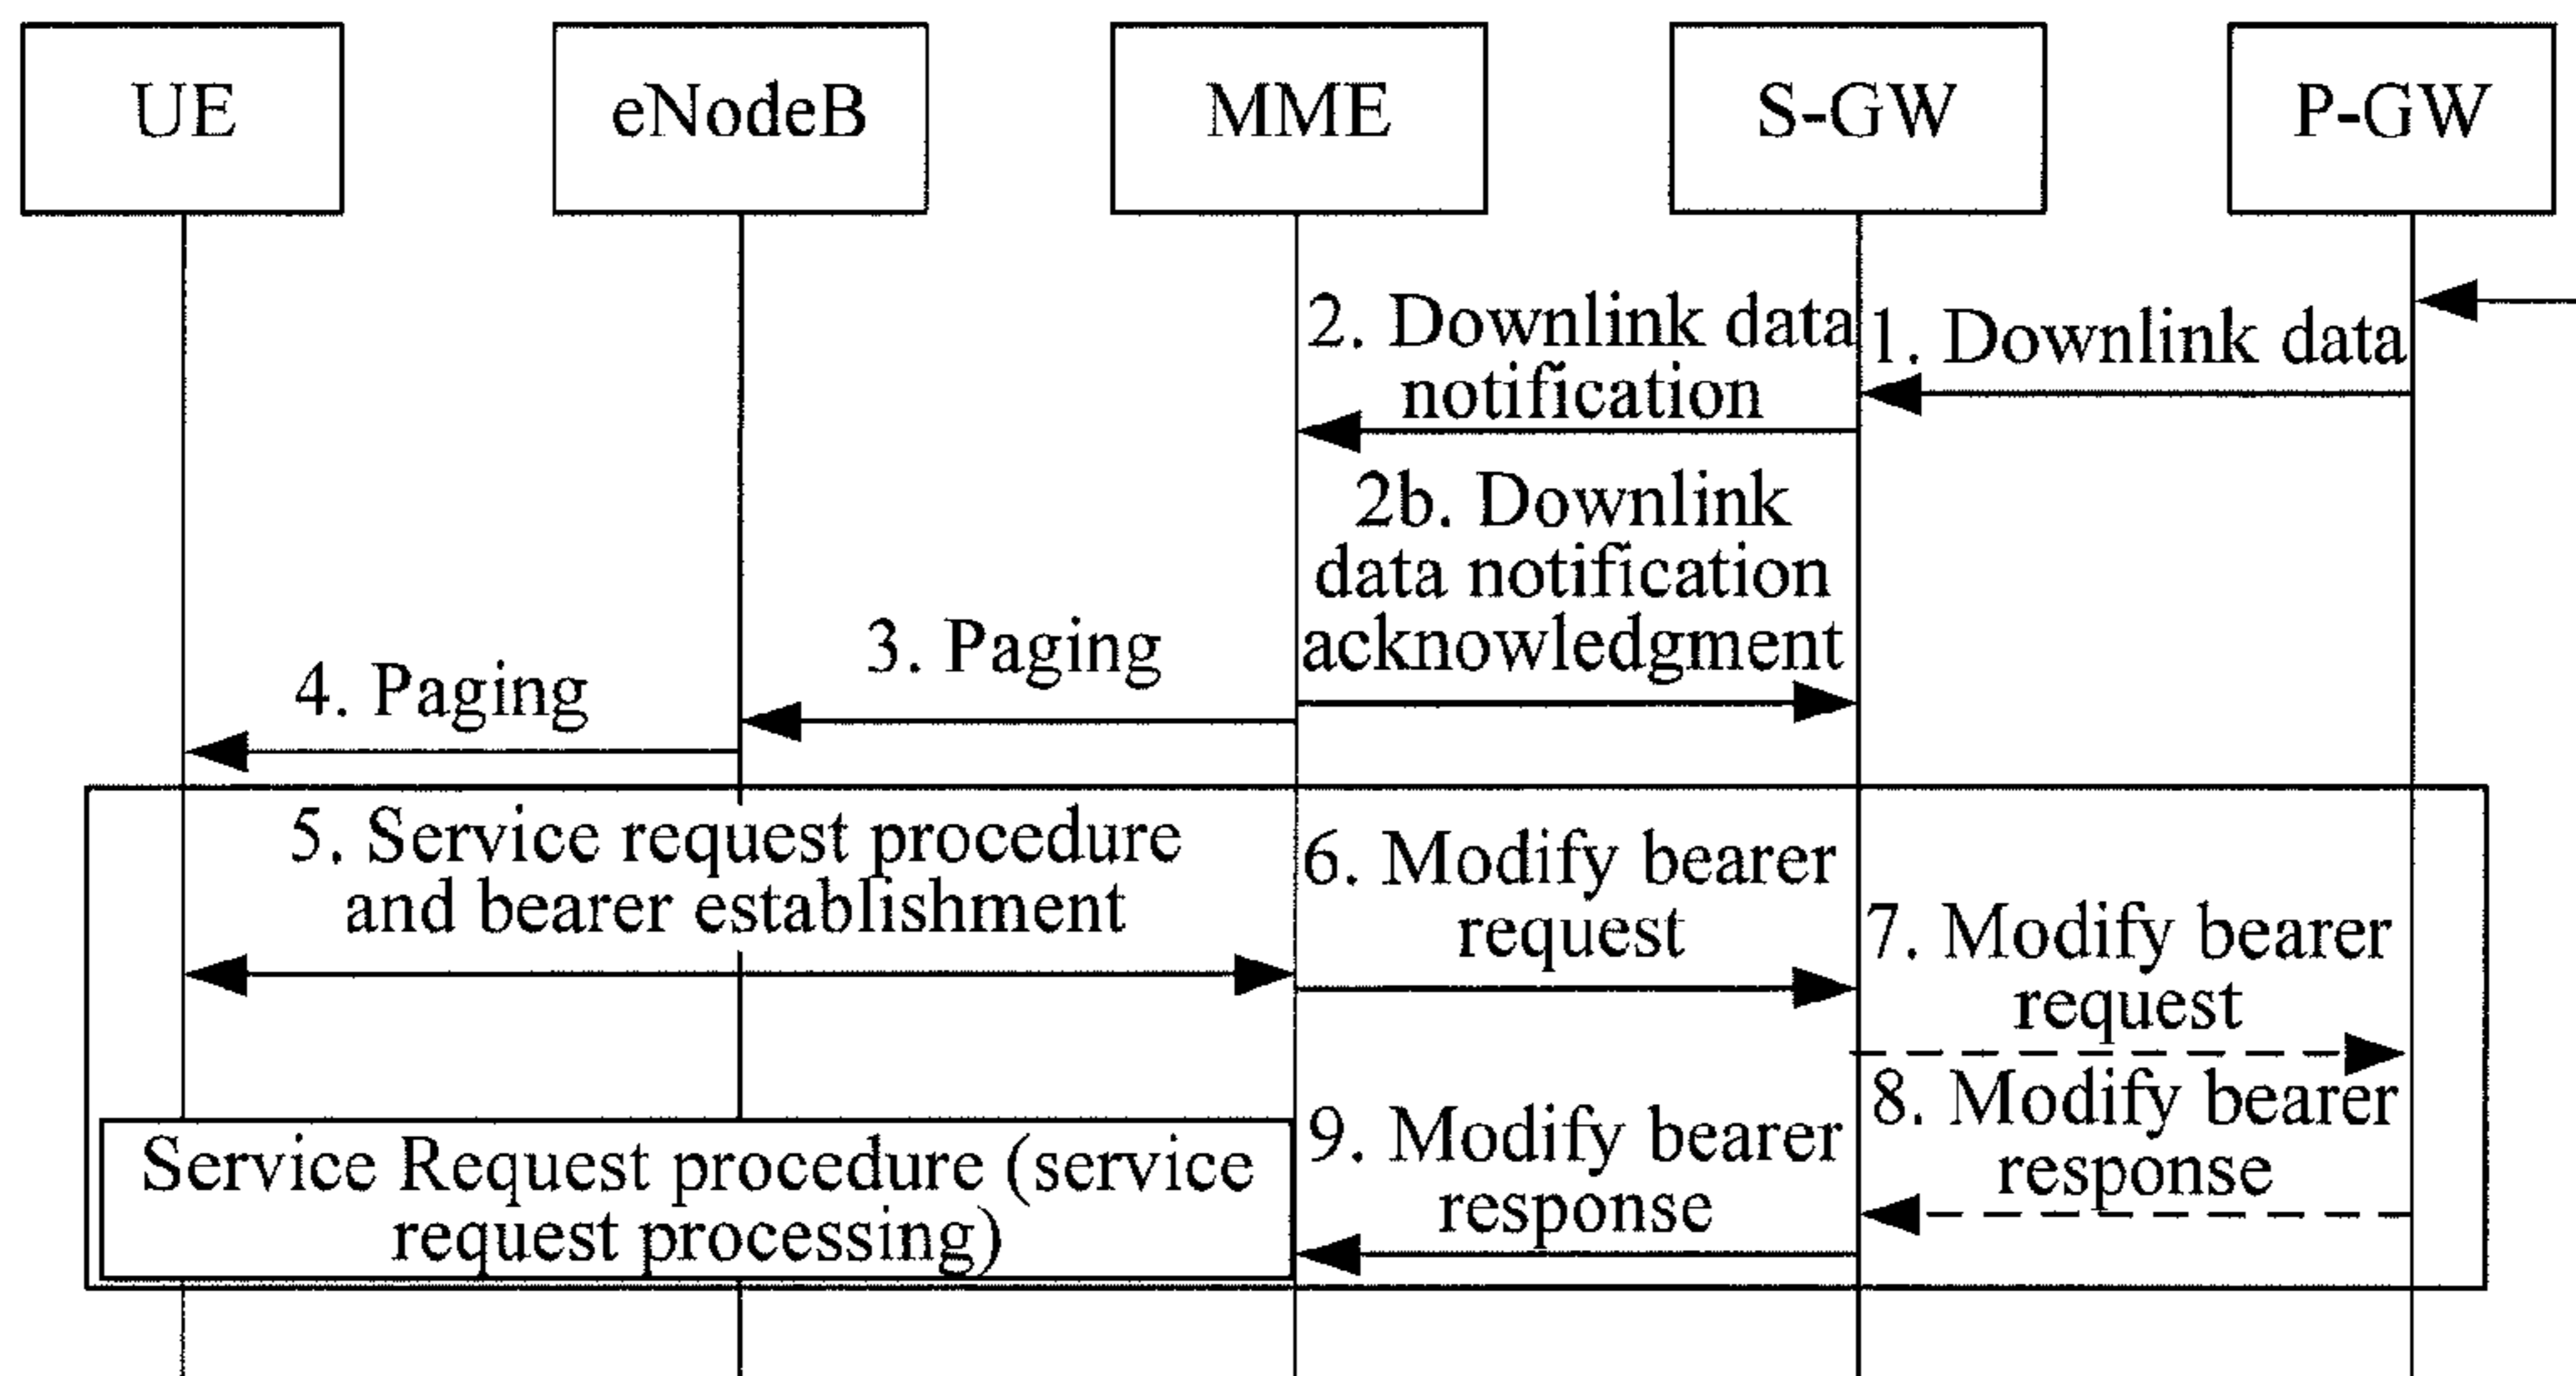 UE
eNodeB
MME
S-GW
P-GW
2. Downlink data
notification
1. Downlink data
2b. Downlink
data notification
acknowledgment
3. Paging
4. Paging
5. Service request procedure
and bearer establishment
6. Modify bearer
request
7. Modify bearer
request
8. Modify bearer
response
9. Modify bearer
response
Service Request procedure (service
request processing)